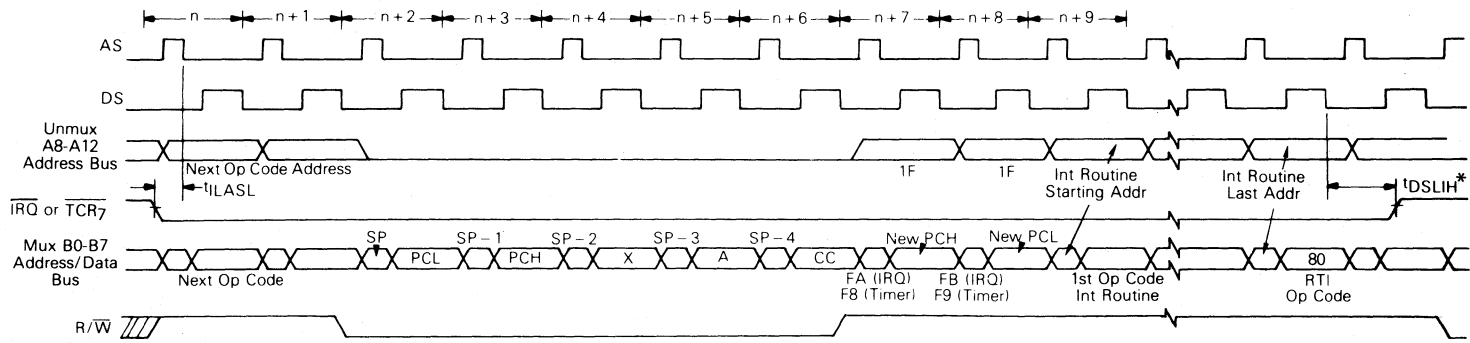 n n + 1 n + 2 n + 3 n + 4 n + 5 n + 6 n + 7 n + 8 n + 9
AS
DS
Unmux
A8-A12
Address Bus
Next Op Code Address
1F 1F
Int Routine
Starting Addr
Int Routine
Last Addr
tILASL
tDSLIH*
IRQ or TCR7
Mux B0-B7
Address/Data
Bus
Next Op Code
SP PCL SP – 1 PCH SP – 2 X SP – 3 A SP – 4 CC
New PCH New PCL
FA (IRQ)
F8 (Timer)
FB (IRQ)
F9 (Timer)
1st Op Code
Int Routine
80
RTI
Op Code
R/W